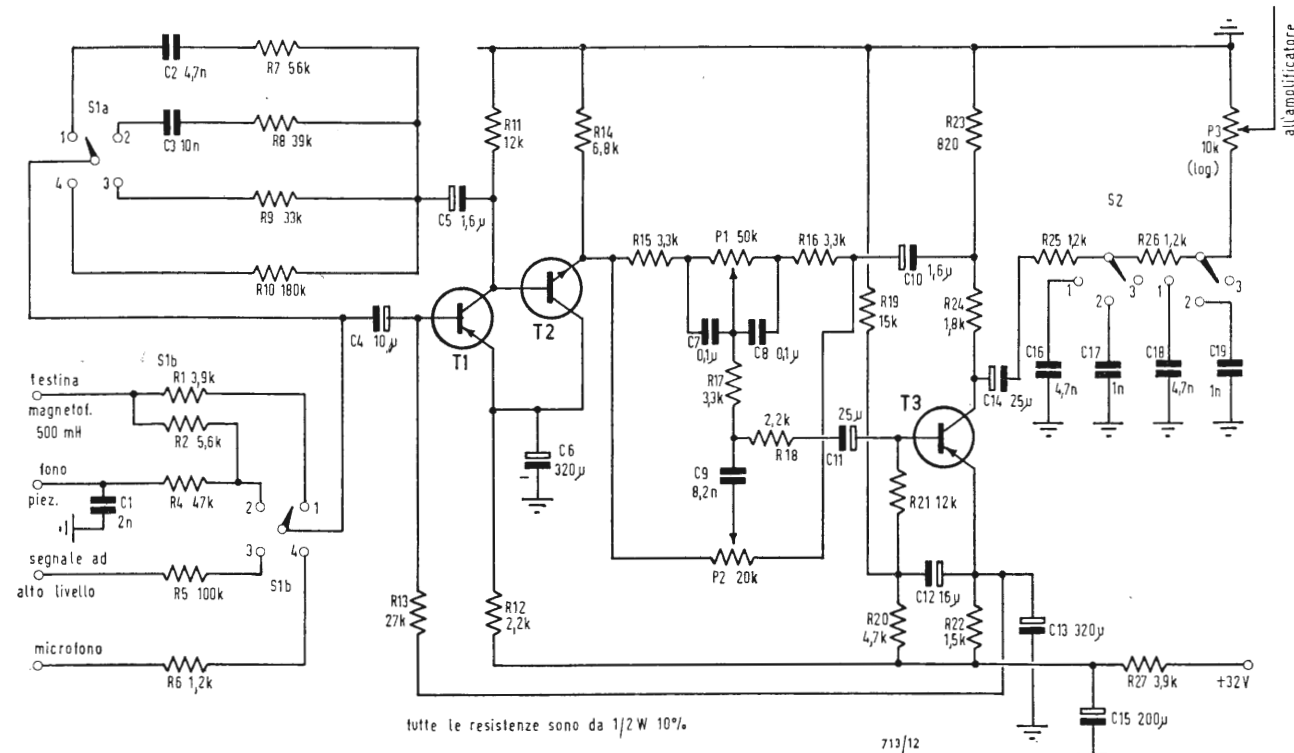 C2 4,7n
R7 56k
S1a
1
2
C3 10n
R8 39k
4
3
R9 33k
R10 180k
C5 1,6µ
R11
12k
R14
6,8k
C4 10µ
T1
T2
S1b
testina
magnetof.
500 mH
R1 3,9k
R2 5,6k
fono
piez.
C1
2n
R4 47k
2
1
3
4
segnale ad
alto livello
R5 100k
S1b
microfono
R6 1,2k
R13
27k
R12
2,2k
C6
320µ
−
R15 3,3k
P1 50k
R16 3,3k
C7
0,1µ
C8 0,1µ
R17
3,3k
2,2k
R18
25µ
C11
C9
8,2n
P2 20k
C10
1,6µ
R19
15k
R23
820
R24
1,8k
T3
C14 25µ
R21 12k
C12 16µ
R20
4,7k
R22
1,5k
C13 320µ
R27 3,9k
+32V
C15 200µ
R25 1,2k
S2
R26 1,2k
1
3
2
1
3
2
C16
4,7n
C17
1n
C18
4,7n
C19
1n
P3
10k
(log)
all'amolificatore
tutte le resistenze sono da 1/2 W 10%
713/12